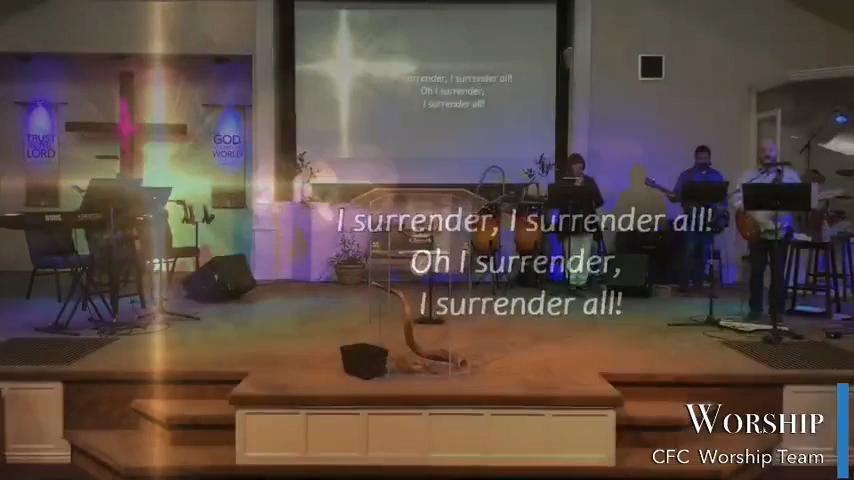 surrender, I surrender all!
Oh I surrender,
I surrender all!
TRUST
LORD
GOD
WORLD
KORG
I surrender, I surrender all!
Oh I surrender,
I surrender all!
WORSHIP
CFC Worship Team